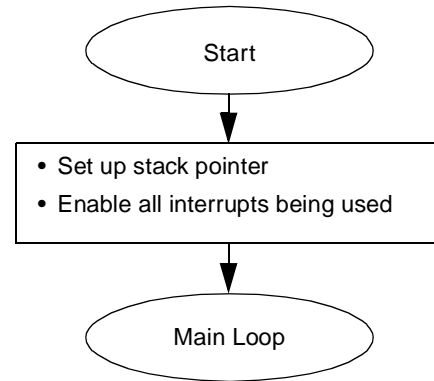 Start
• Set up stack pointer
• Enable all interrupts being used
Main Loop